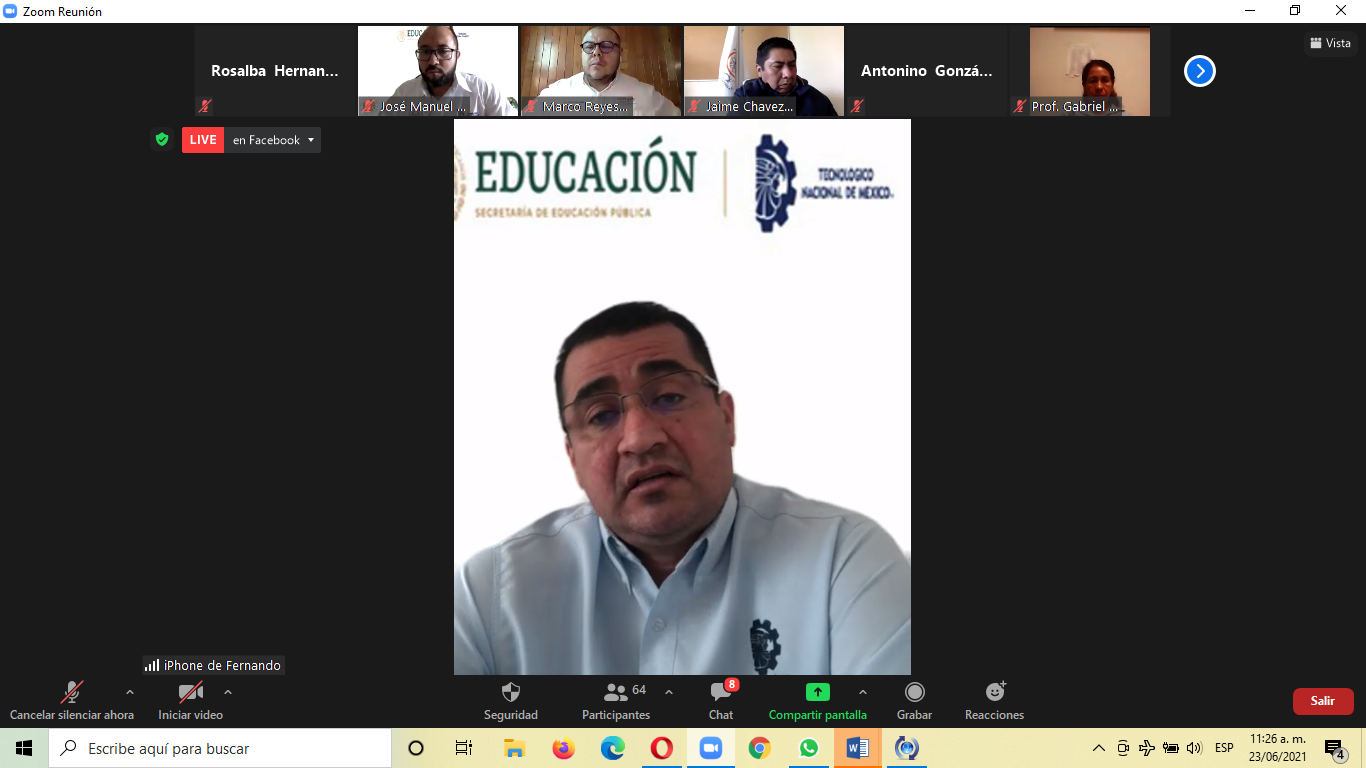 Zoom Reunión
Rosalba Hernan...
José Manuel ...
Marco Reyes...
Jaime Chavez...
Antonino Gonzá...
Prof. Gabriel ...
Vista
LIVE en Facebook
EDUCACIÓN
SECRETARÍA DE EDUCACIÓN PÚBLICA
TECNOLÓGICO
NACIONAL DE MÉXICO
iPhone de Fernando
64
8
Cancelar silenciar ahora
Iniciar video
Seguridad
Participantes
Chat
Compartir pantalla
Grabar
Reacciones
Salir
Escribe aquí para buscar
ESP
11:26 a. m.
23/06/2021
4